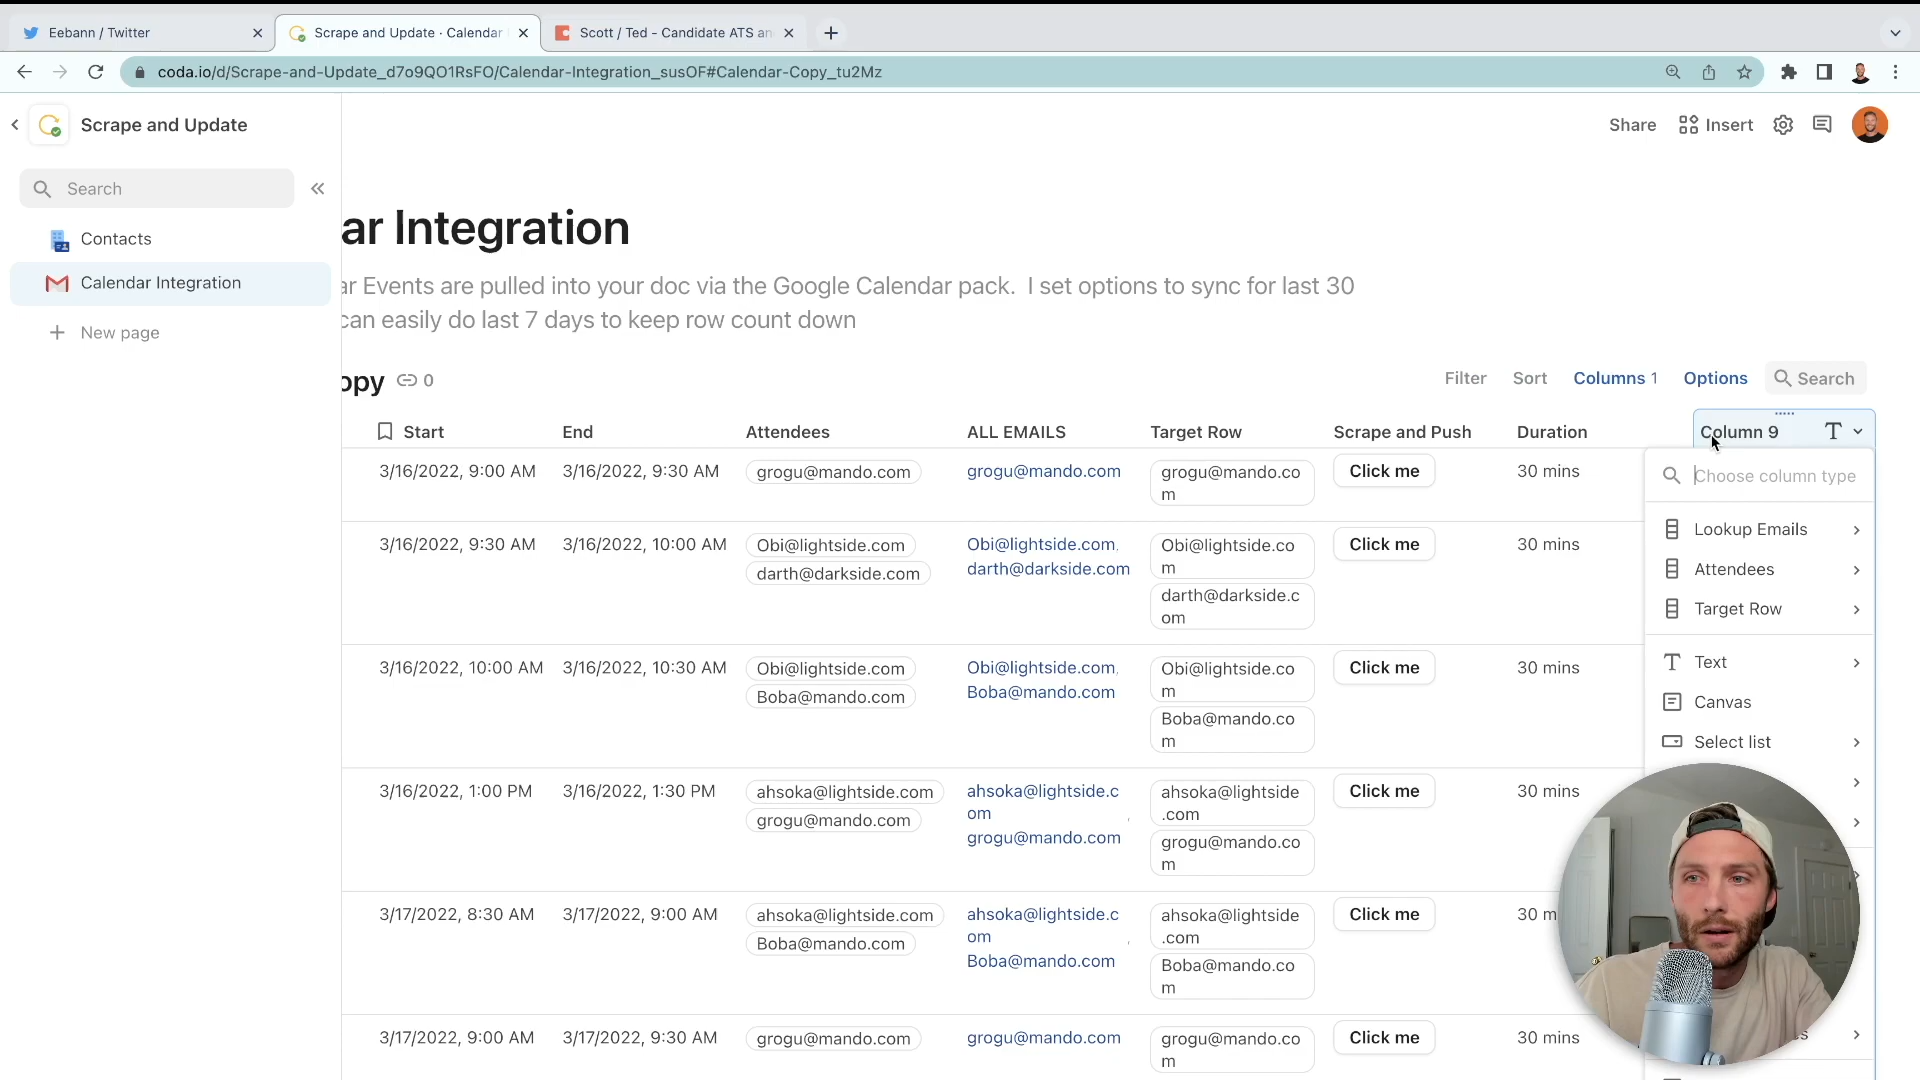 Eebann / Twitter
Scrape and Update · Calendar
Scott / Ted - Candidate ATS an
coda.io/d/Scrape-and-Update_d7o9QO1RsFO/Calendar-Integration_susOF#Calendar-Copy_tu2Mz
Scrape and Update
Share
Insert
Search
Contacts
Calendar Integration
New page
ar Integration
ar Events are pulled into your doc via the Google Calendar pack. I set options to sync for last 30
can easily do last 7 days to keep row count down
opy 0
Filter Sort Columns 1 Options Search
Start End Attendees ALL EMAILS Target Row Scrape and Push Duration Column 9
3/16/2022, 9:00 AM 3/16/2022, 9:30 AM grogu@mando.com grogu@mando.com grogu@mando.co Click me 30 mins
m
3/16/2022, 9:30 AM 3/16/2022, 10:00 AM Obi@lightside.com Obi@lightside.com, Obi@lightside.co Click me 30 mins
m
darth@darkside.com darth@darkside.com darth@darkside.c
om
3/16/2022, 10:00 AM 3/16/2022, 10:30 AM Obi@lightside.com Obi@lightside.com, Obi@lightside.co Click me 30 mins
m
Boba@mando.com Boba@mando.com Boba@mando.co
m
3/16/2022, 1:00 PM 3/16/2022, 1:30 PM ahsoka@lightside.com ahsoka@lightside.c ahsoka@lightside Click me 30 mins
om , .com
grogu@mando.com grogu@mando.com grogu@mando.co
m
3/17/2022, 8:30 AM 3/17/2022, 9:00 AM ahsoka@lightside.com ahsoka@lightside.c ahsoka@lightside Click me 30 m
om , .com
Boba@mando.com Boba@mando.com Boba@mando.co
m
3/17/2022, 9:00 AM 3/17/2022, 9:30 AM grogu@mando.com grogu@mando.com grogu@mando.co Click me 30 mins
m
Choose column type
Lookup Emails
Attendees
Target Row
Text
Canvas
Select list